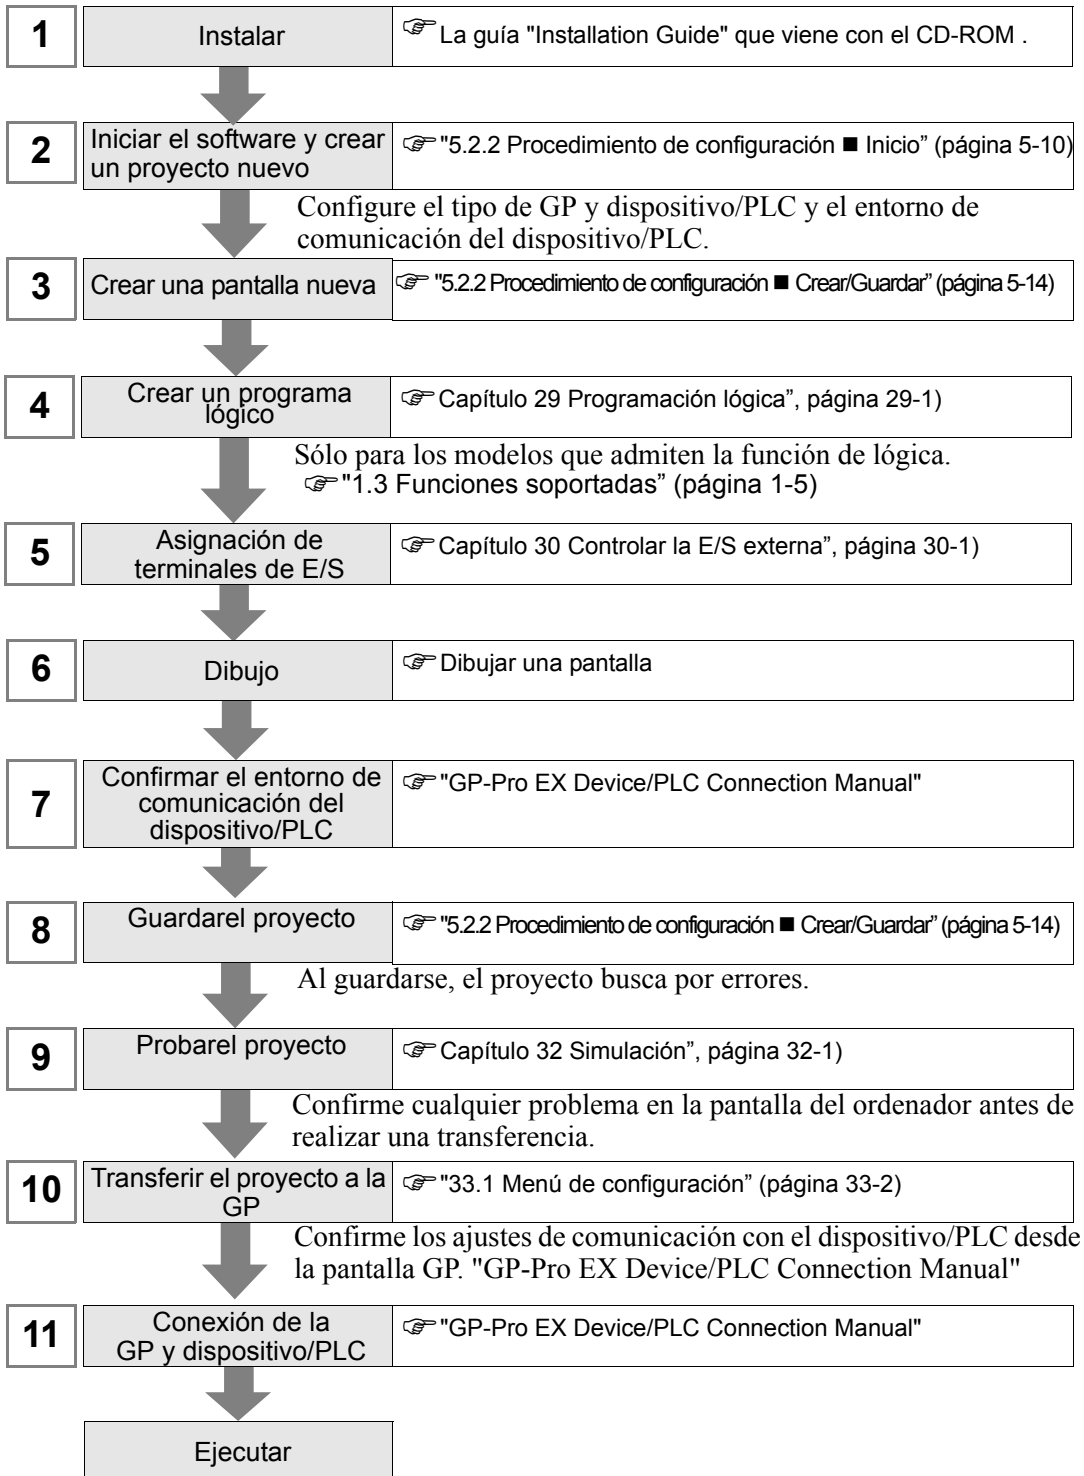 1
Instalar
☞ La guía "Installation Guide" que viene con el CD-ROM .
2
Iniciar el software y crear
un proyecto nuevo
☞ "5.2.2 Procedimiento de configuración ■ Inicio” (página 5-10)
Configure el tipo de GP y dispositivo/PLC y el entorno de
comunicación del dispositivo/PLC.
3
Crear una pantalla nueva
☞ "5.2.2 Procedimiento de configuración ■ Crear/Guardar” (página 5-14)
4
Crear un programa
lógico
☞ Capítulo 29 Programación lógica”, página 29-1)
Sólo para los modelos que admiten la función de lógica.
☞ "1.3 Funciones soportadas” (página 1-5)
5
Asignación de
terminales de E/S
☞ Capítulo 30 Controlar la E/S externa”, página 30-1)
6
Dibujo
☞ Dibujar una pantalla
7
Confirmar el entorno de
comunicación del
dispositivo/PLC
☞ "GP-Pro EX Device/PLC Connection Manual"
8
Guardarel proyecto
☞ "5.2.2 Procedimiento de configuración ■ Crear/Guardar” (página 5-14)
Al guardarse, el proyecto busca por errores.
9
Probarel proyecto
☞ Capítulo 32 Simulación”, página 32-1)
Confirme cualquier problema en la pantalla del ordenador antes de
realizar una transferencia.
10
Transferir el proyecto a la
GP
☞ "33.1 Menú de configuración” (página 33-2)
Confirme los ajustes de comunicación con el dispositivo/PLC desde
la pantalla GP. "GP-Pro EX Device/PLC Connection Manual"
11
Conexión de la
GP y dispositivo/PLC
☞ "GP-Pro EX Device/PLC Connection Manual"
Ejecutar